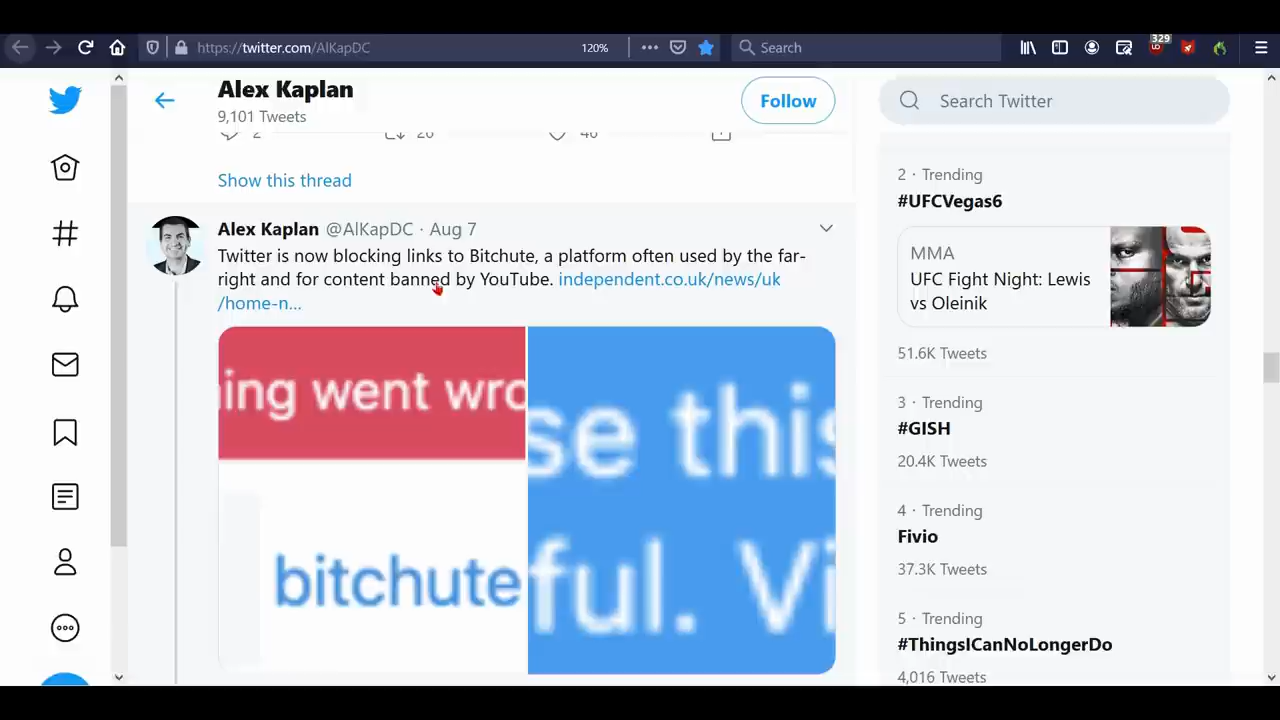 https://twitter.com/AlKapDC
120%
Search
329
Alex Kaplan
9,101 Tweets
Follow
Search Twitter
2
26
46
Show this thread
Alex Kaplan @AlKapDC · Aug 7
Twitter is now blocking links to Bitchute, a platform often used by the far-
right and for content banned by YouTube. independent.co.uk/news/uk
/home-n...
ing went wro
bitchute
se this
ful. Vi
2 · Trending
#UFCVegas6
MMA
UFC Fight Night: Lewis
vs Oleinik
51.6K Tweets
3 · Trending
#GISH
20.4K Tweets
4 · Trending
Fivio
37.3K Tweets
5 · Trending
#ThingsICanNoLongerDo
4,016 Tweets